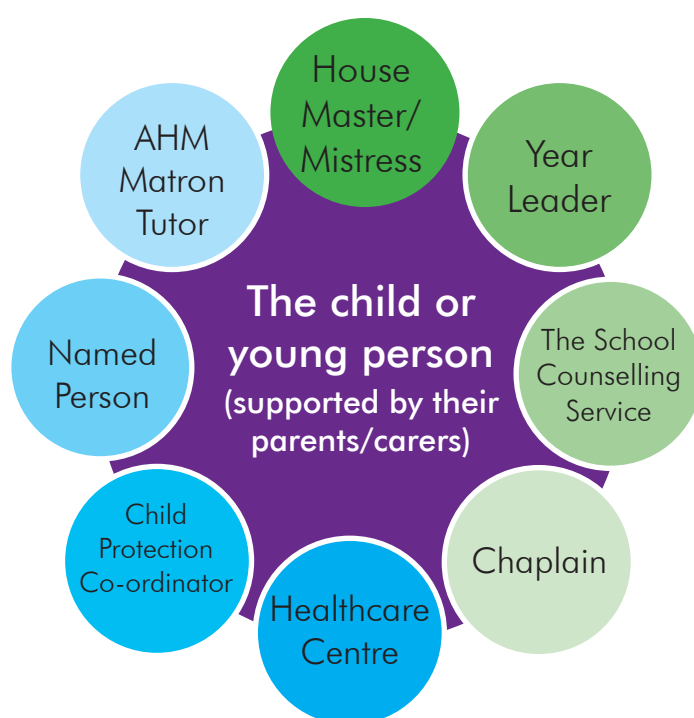 House
Master/
Mistress
Year
Leader
The School
Counselling
Service
Chaplain
Healthcare
Centre
Child
Protection
Co-ordinator
Named
Person
AHM
Matron
Tutor
The child or
young person
(supported by their
parents/carers)